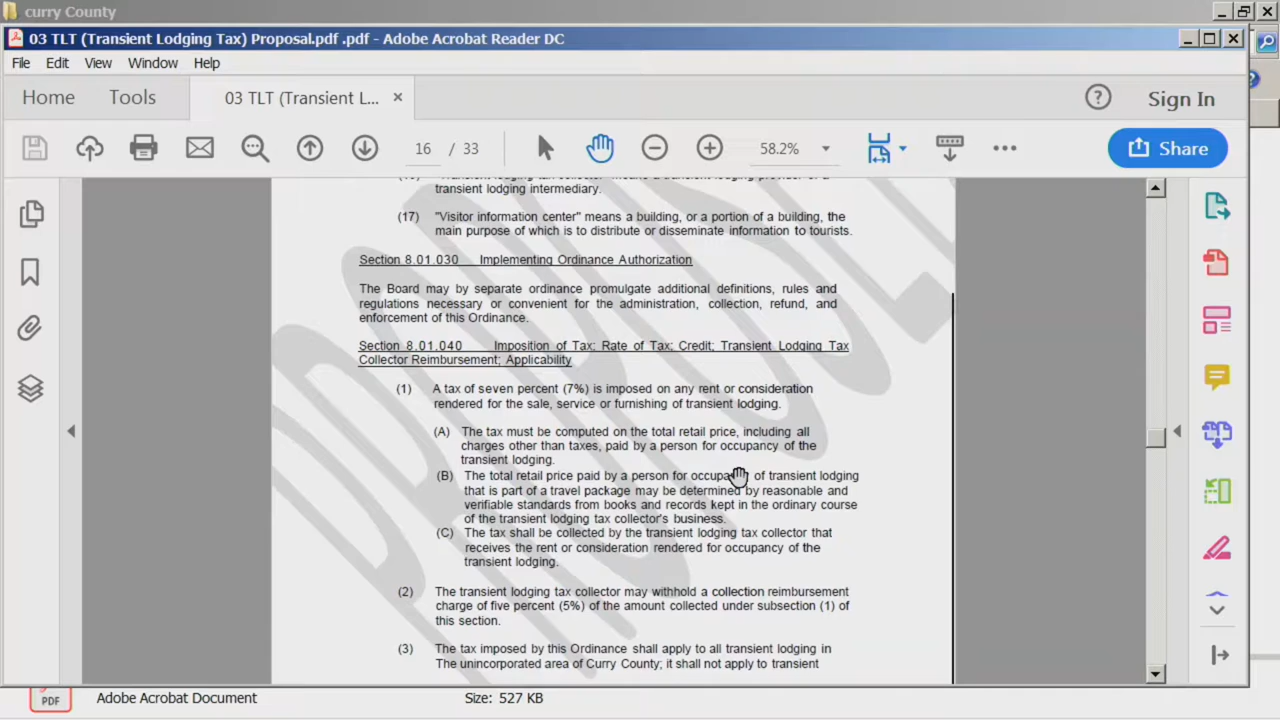 curry County
03 TLT (Transient Lodging Tax) Proposal.pdf .pdf - Adobe Acrobat Reader DC
File Edit View Window Help
Home Tools 03 TLT (Transient L... Sign In
16 / 33 58.2% Share
transient lodging intermediary.
(17) "Visitor information center" means a building, or a portion of a building, the
main purpose of which is to distribute or disseminate information to tourists.
Section 8.01.030 Implementing Ordinance Authorization
The Board may by separate ordinance promulgate additional definitions, rules and
regulations necessary or convenient for the administration, collection, refund, and
enforcement of this Ordinance.
Section 8.01.040 Imposition of Tax; Rate of Tax; Credit; Transient Lodging Tax
Collector Reimbursement; Applicability
(1) A tax of seven percent (7%) is imposed on any rent or consideration
rendered for the sale, service or furnishing of transient lodging.
(A) The tax must be computed on the total retail price, including all
charges other than taxes, paid by a person for occupancy of the
transient lodging.
(B) The total retail price paid by a person for occupancy of transient lodging
that is part of a travel package may be determined by reasonable and
verifiable standards from books and records kept in the ordinary course
of the transient lodging tax collector's business.
(C) The tax shall be collected by the transient lodging tax collector that
receives the rent or consideration rendered for occupancy of the
transient lodging.
(2) The transient lodging tax collector may withhold a collection reimbursement
charge of five percent (5%) of the amount collected under subsection (1) of
this section.
(3) The tax imposed by this Ordinance shall apply to all transient lodging in
The unincorporated area of Curry County; it shall not apply to transient
PDF Adobe Acrobat Document Size: 527 KB